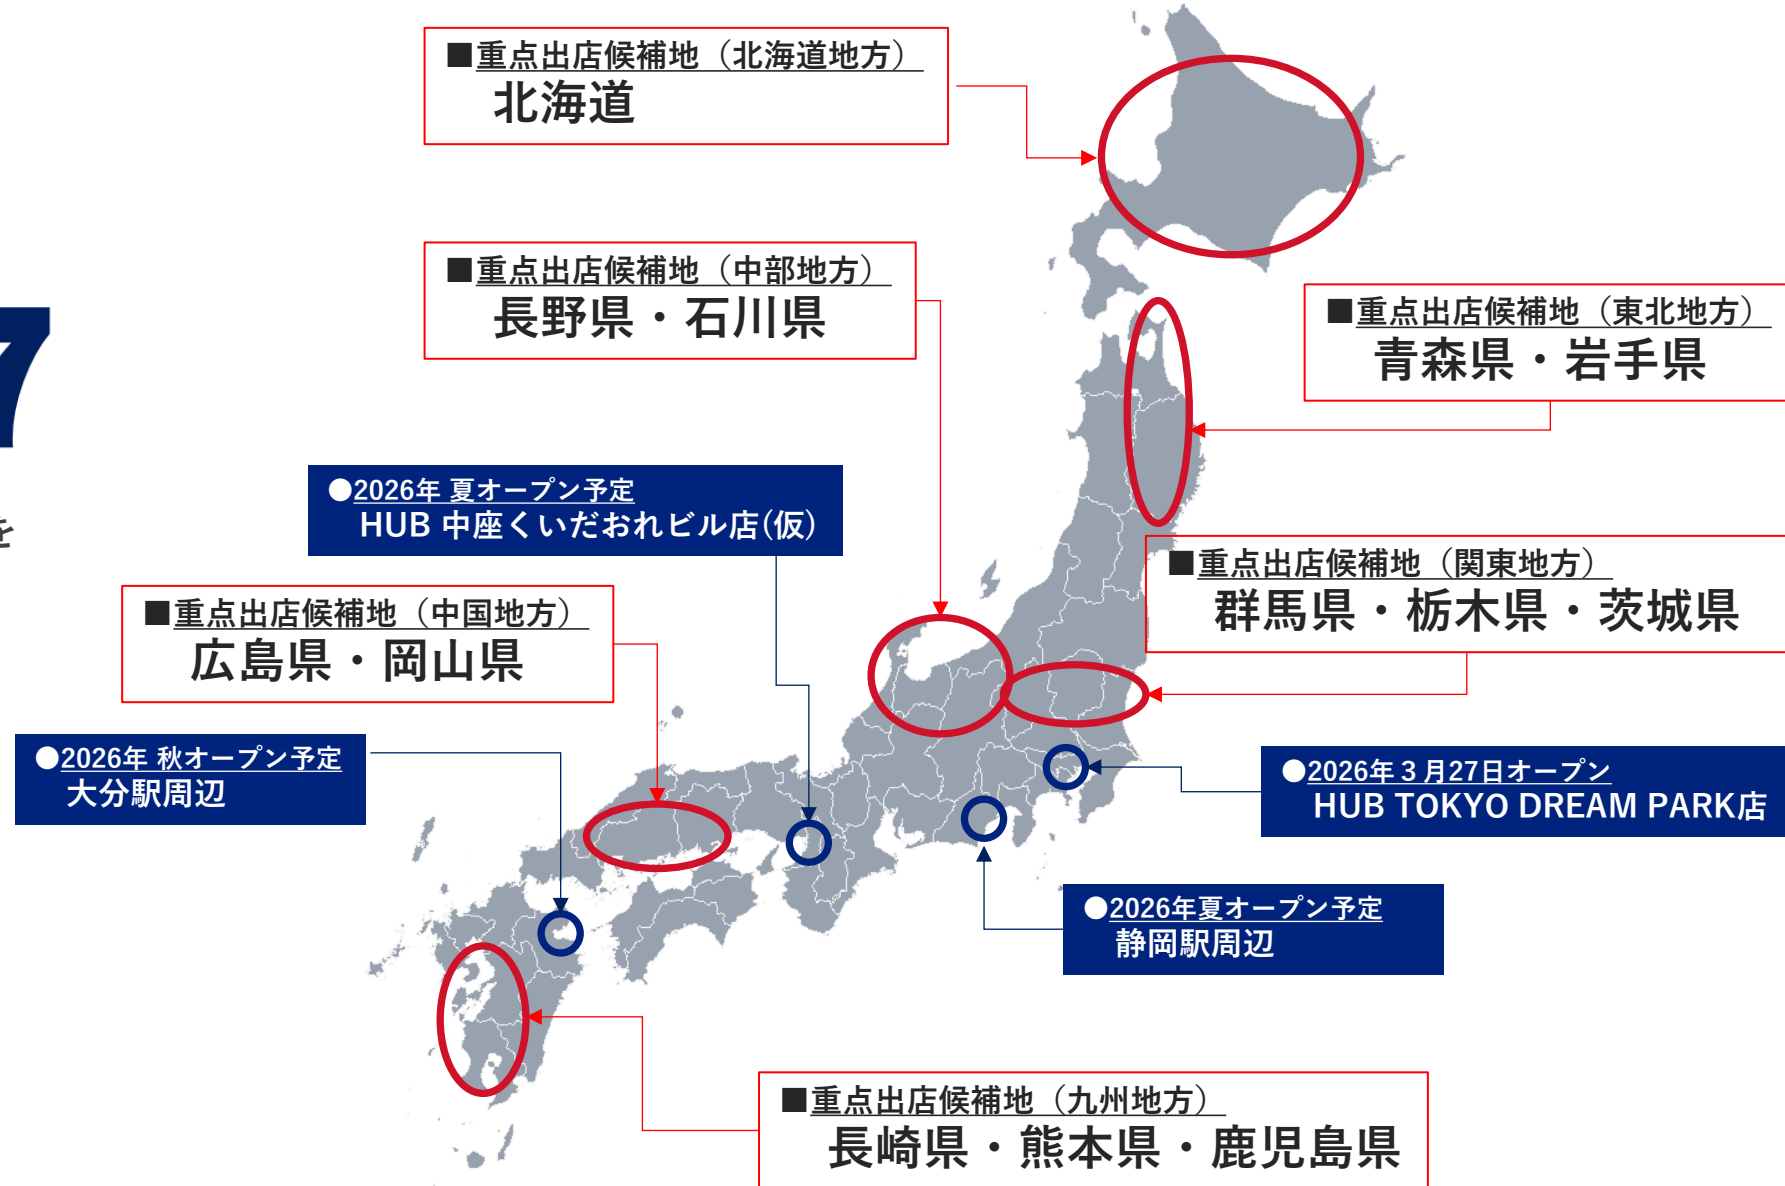 ■重点出店候補地（北海道地方）
北海道
■重点出店候補地（中部地方）
長野県・石川県
■重点出店候補地（東北地方）
青森県・岩手県
7
を
●2026年 夏オープン予定
HUB 中座くいだおれビル店(仮)
■重点出店候補地（関東地方）
群馬県・栃木県・茨城県
■重点出店候補地（中国地方）
広島県・岡山県
●2026年 秋オープン予定
大分駅周辺
●2026年３月27日オープン
HUB TOKYO DREAM PARK店
●2026年夏オープン予定
静岡駅周辺
■重点出店候補地（九州地方）
長崎県・熊本県・鹿児島県